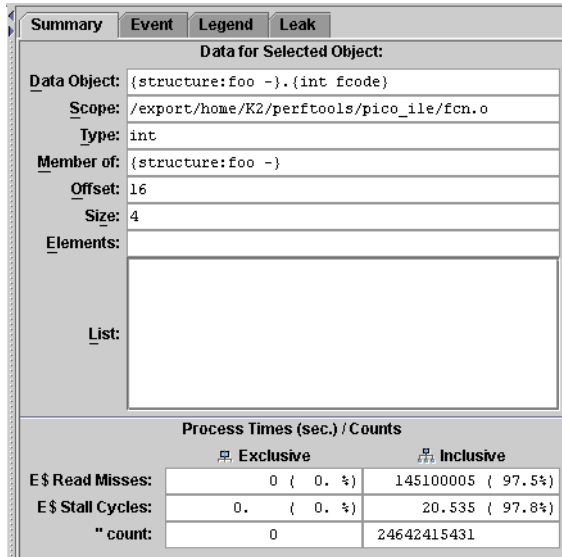 Summary Event Legend Leak
Data for Selected Object:
Data Object: {structure:foo -}.{int fcode}
Scope: /export/home/K2/perftools/pico_ile/fcn.o
Type: int
Member of: {structure:foo -}
Offset: 16
Size: 4
Elements:
List:
Process Times (sec.) / Counts
Exclusive Inclusive
E$ Read Misses: 0 ( 0. %) 145100005 ( 97.5%)
E$ Stall Cycles: 0. ( 0. %) 20.535 ( 97.8%)
" count: 0 24642415431